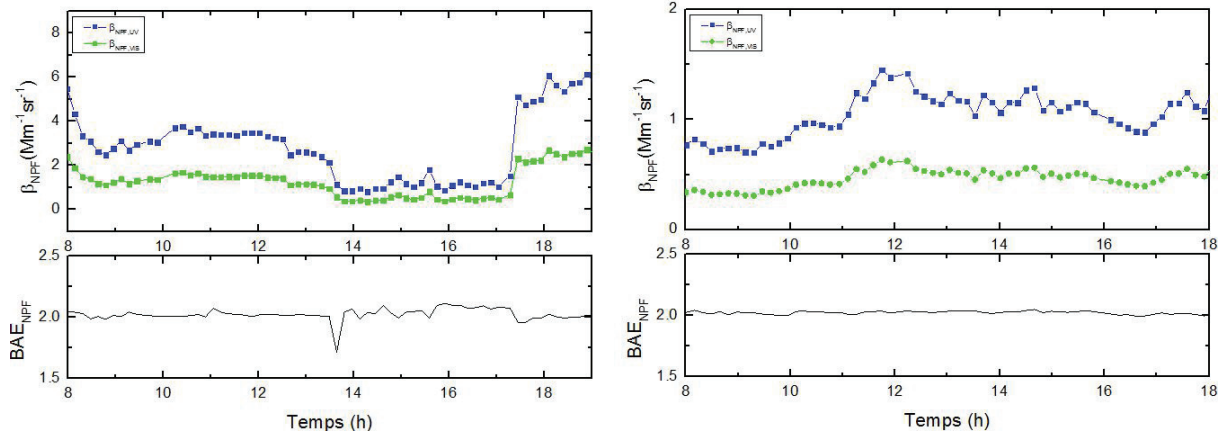 β_NPF,UV
β_NPF,VIS
β_NPF(Mm⁻¹sr⁻¹)
8
6
4
2
0
8 10 12 14 16 18
BAE_NPF
2.5
2.0
1.5
8 10 12 14 16 18
Temps (h)
β_NPF,UV
β_NPF,VIS
β_NPF(Mm⁻¹sr⁻¹)
2
1
0
8 10 12 14 16 18
BAE_NPF
2.5
2.0
1.5
8 10 12 14 16 18
Temps (h)